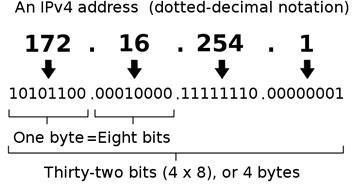 An IPv4 address (dotted-decimal notation)
172 . 16 . 254 . 1
10101100 .00010000 .11111110 .00000001
One byte=Eight bits
Thirty-two bits (4 x 8), or 4 bytes